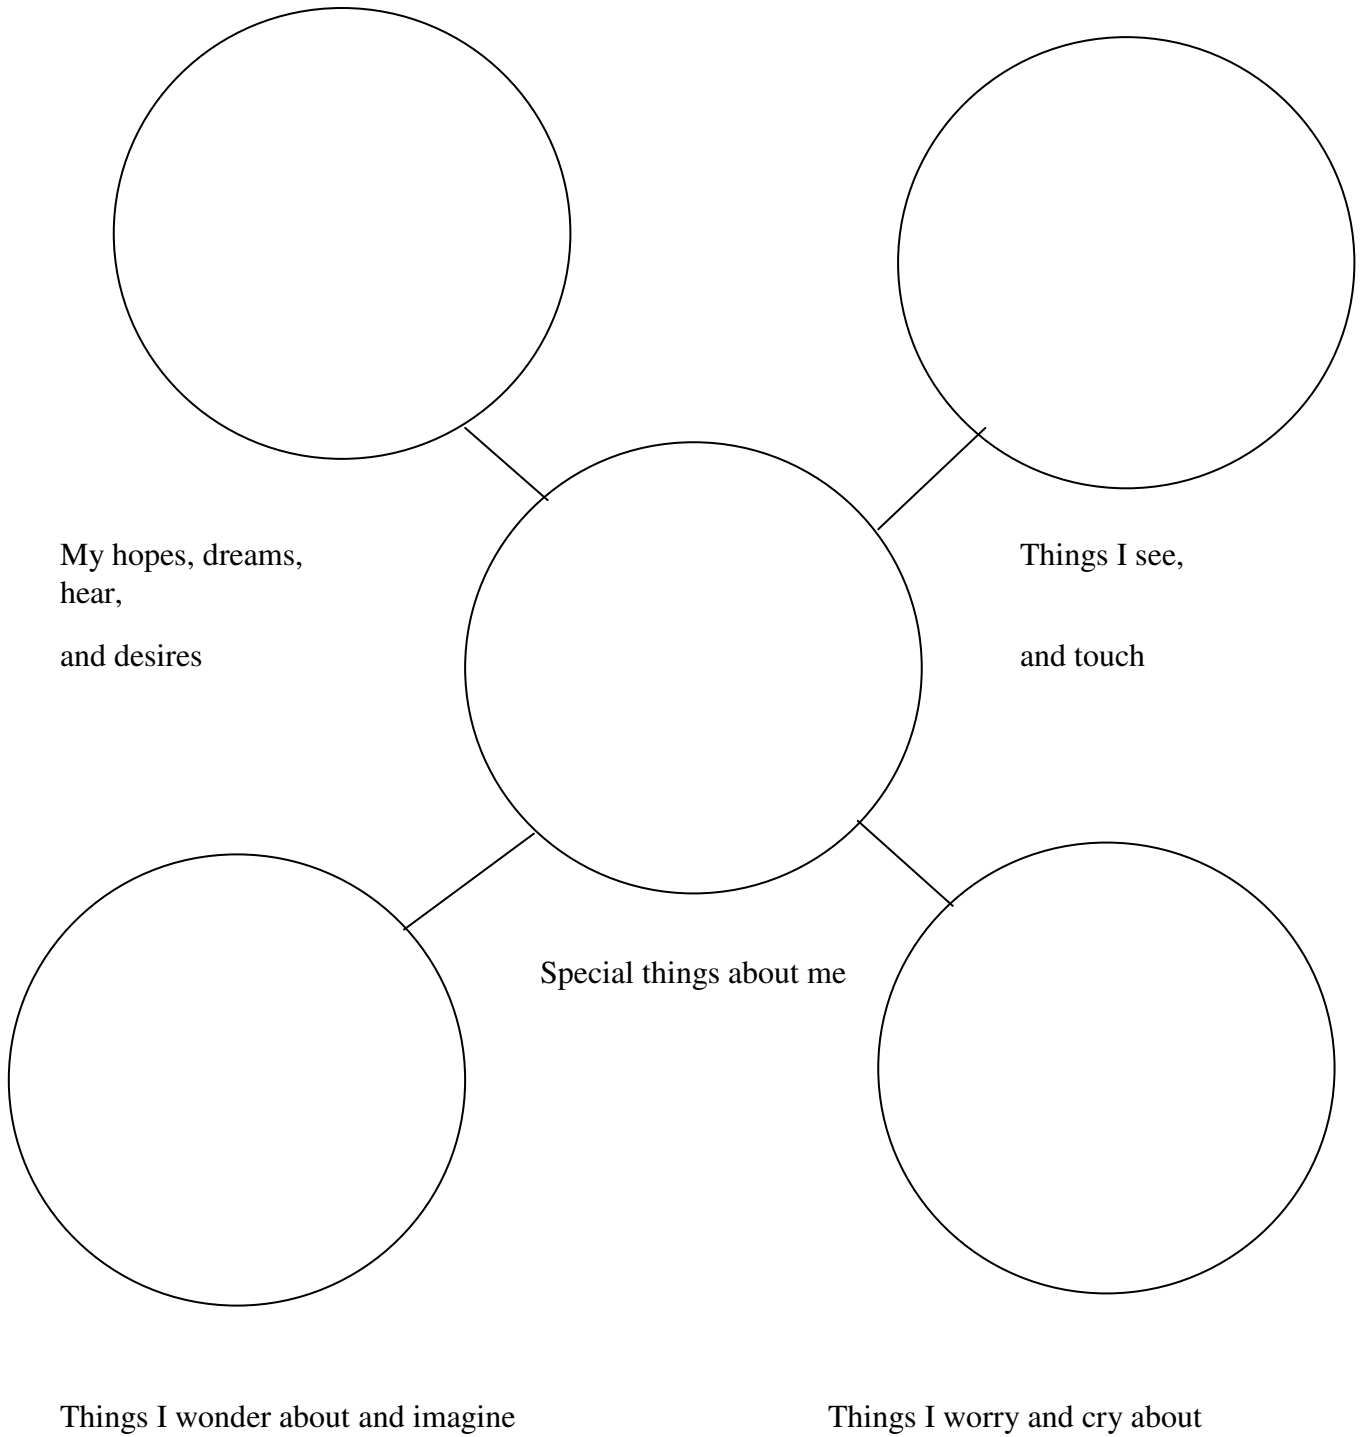 My hopes, dreams, Things I see,
hear,
and desires and touch
Special things about me
Things I wonder about and imagine Things I worry and cry about